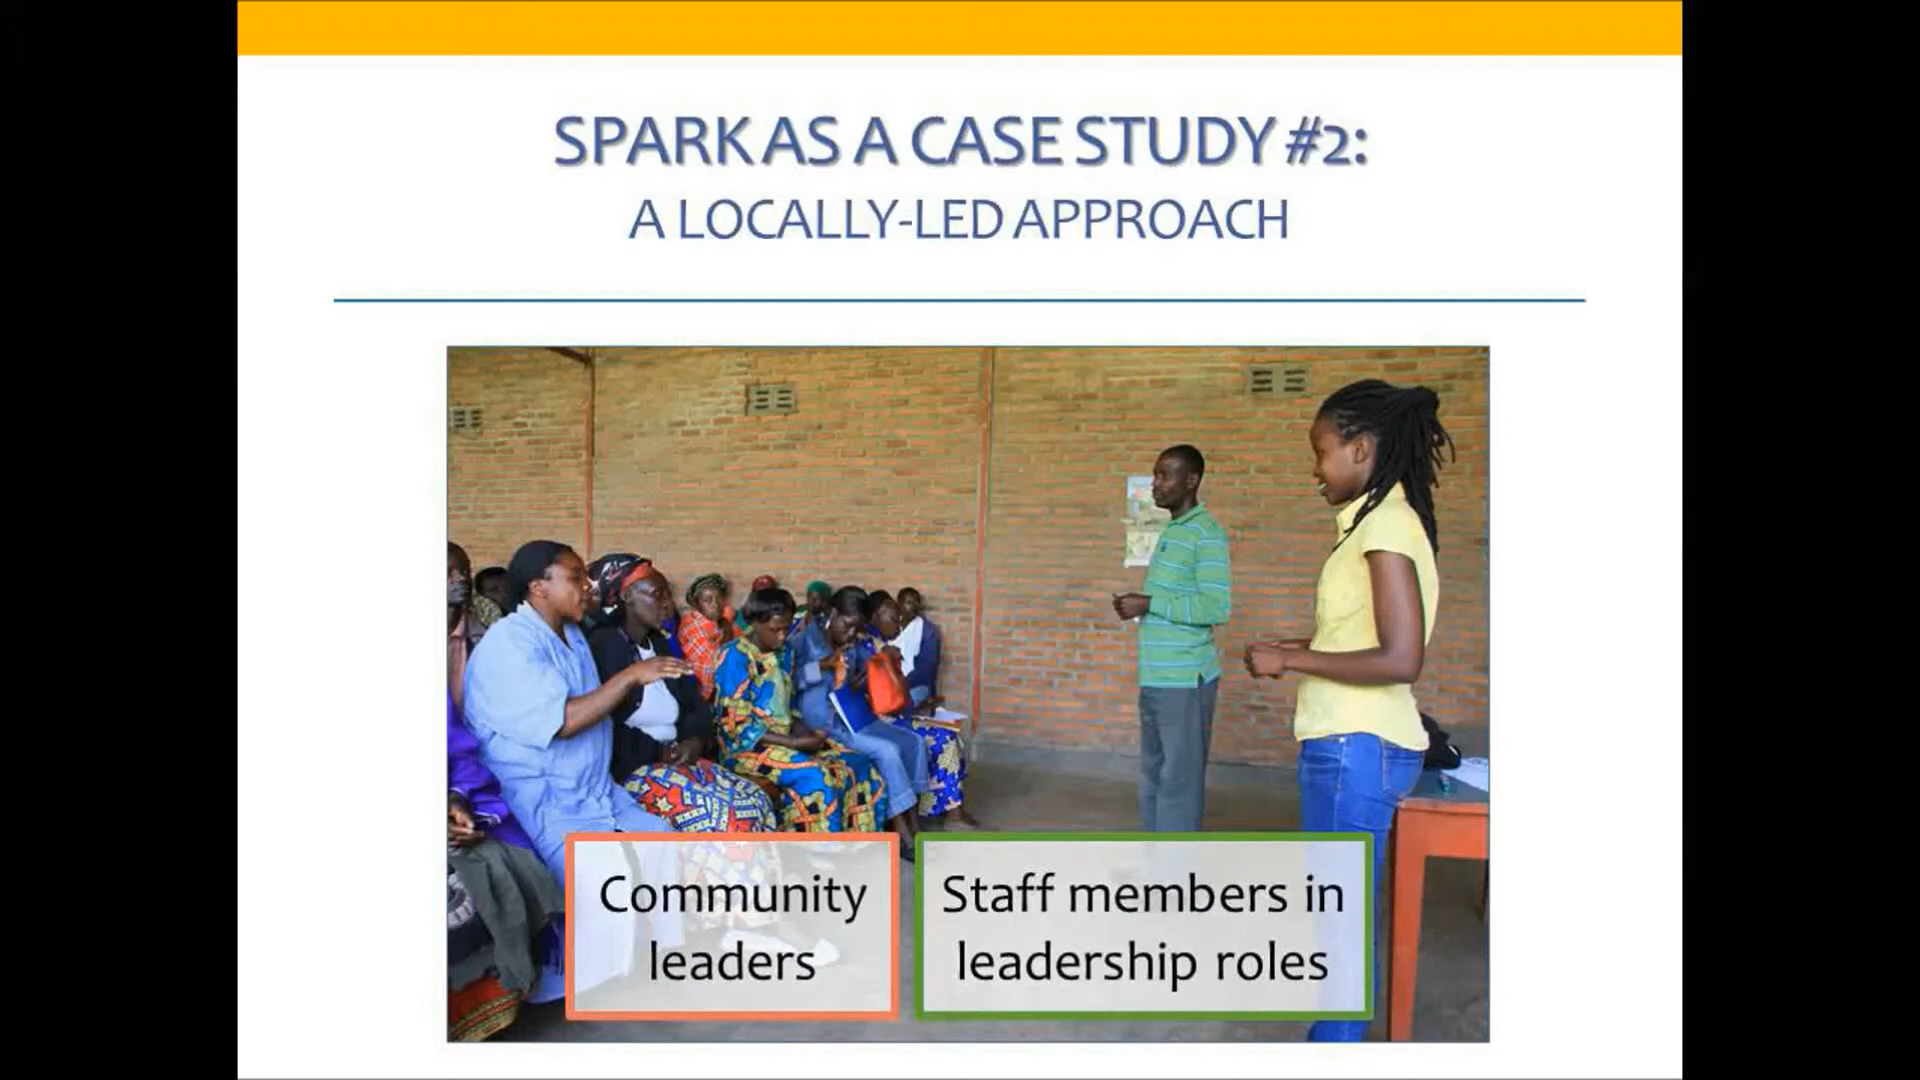 SPARK AS A CASE STUDY #2:
A LOCALLY-LED APPROACH
Community
leaders
Staff members in
leadership roles